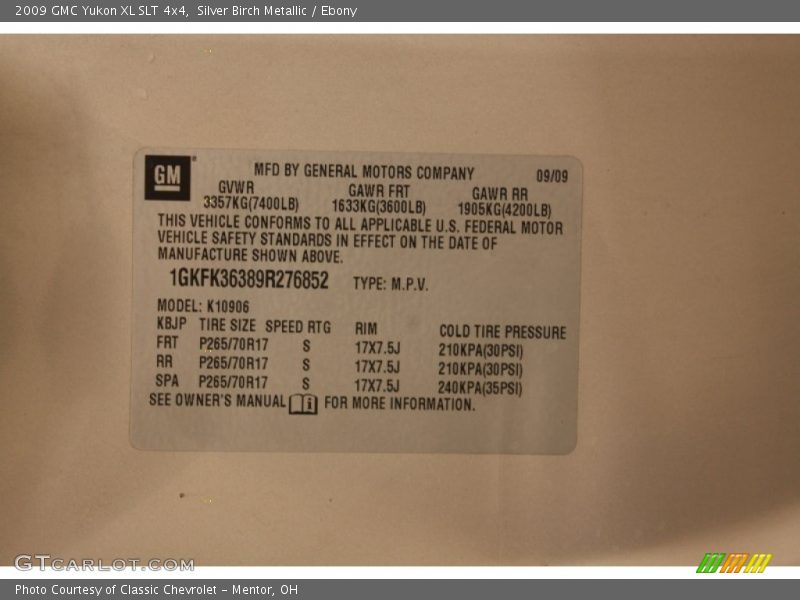 2009 GMC Yukon XL SLT 4x4, Silver Birch Metallic / Ebony
GM
MFD BY GENERAL MOTORS COMPANY 09/09
GVWR GAWR FRT GAWR RR
3357KG(7400LB) 1633KG(3600LB) 1905KG(4200LB)
THIS VEHICLE CONFORMS TO ALL APPLICABLE U.S. FEDERAL MOTOR
VEHICLE SAFETY STANDARDS IN EFFECT ON THE DATE OF
MANUFACTURE SHOWN ABOVE.
1GKFK36389R276852 TYPE: M.P.V.
MODEL: K10906
KBJP TIRE SIZE SPEED RTG RIM COLD TIRE PRESSURE
FRT P265/70R17 S 17X7.5J 210KPA(30PSI)
RR P265/70R17 S 17X7.5J 210KPA(30PSI)
SPA P265/70R17 S 17X7.5J 240KPA(35PSI)
SEE OWNER'S MANUAL i FOR MORE INFORMATION.
GTCARLOT.COM
Photo Courtesy of Classic Chevrolet - Mentor, OH